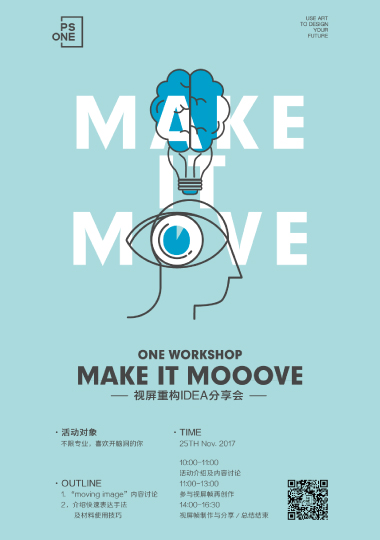 PS
ONE
USE ART
TO DESIGN
YOUR
FUTURE
MAKE
IT
MOVE
ONE WORKSHOP
MAKE IT MOOOVE
视屏重构IDEA分享会
·活动对象
不限专业,喜欢开脑洞的你
·TIME
25TH Nov. 2017
10:00-11:00
活动介绍及内容讨论
11:00-13:00
参与视屏帧再创作
14:00-16:30
视屏帧制作与分享/总结结束
·OUTLINE
1、"moving image"内容讨论
2、介绍快速表达手法
及材料使用技巧